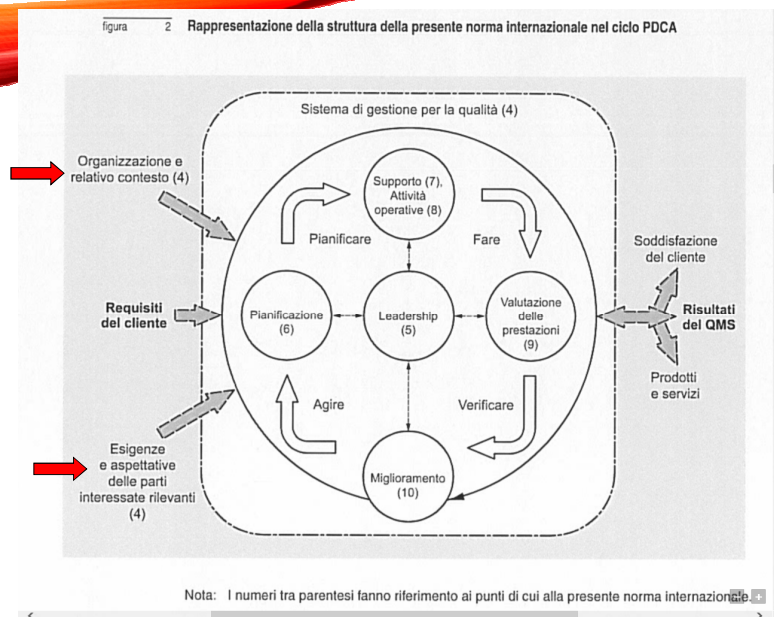 figura 2 Rappresentazione della struttura della presente norma internazionale nel ciclo PDCA
Sistema di gestione per la qualità (4)
Organizzazione e
relativo contesto (4)
Supporto (7),
Attività
operative (8)
Pianificare
Fare
Soddisfazione
del cliente
Requisiti
del cliente
Pianificazione
(6)
Leadership
(5)
Valutazione
delle
prestazioni
(9)
Risultati
del QMS
Prodotti
e servizi
Agire
Verificare
Esigenze
e aspettative
delle parti
interessate rilevanti
(4)
Miglioramento
(10)
Nota: I numeri tra parentesi fanno riferimento ai punti di cui alla presente norma internazionale.